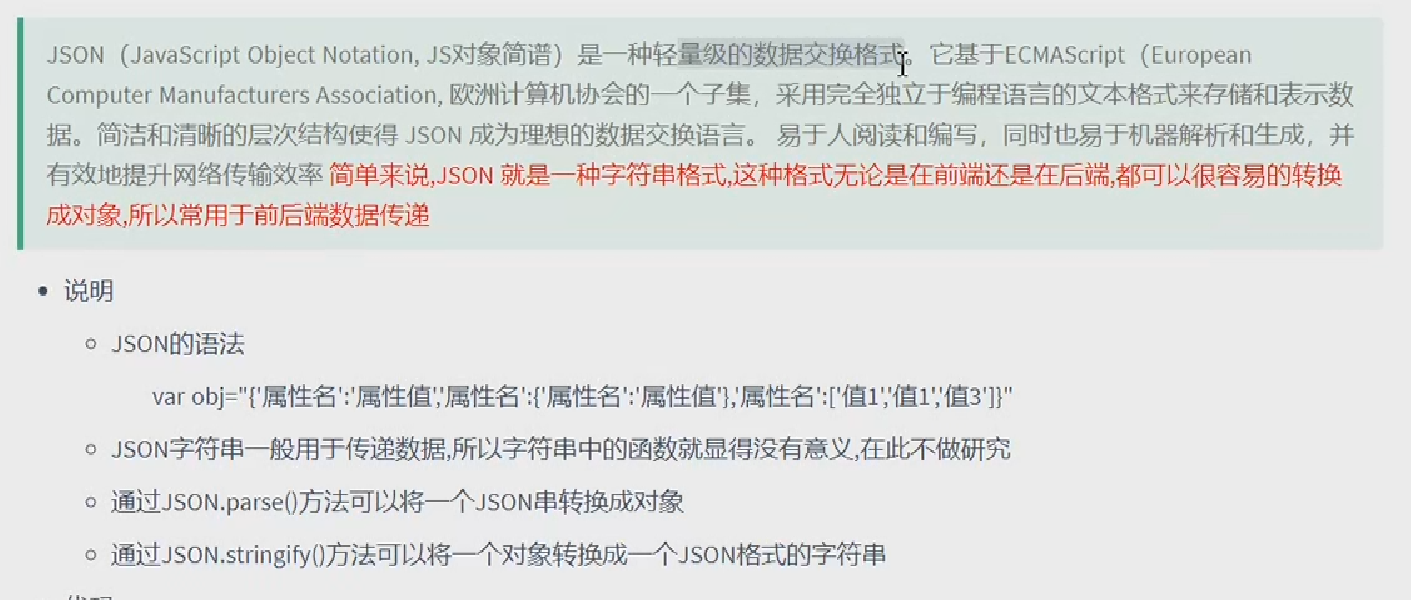 JSON（JavaScript Object Notation, JS对象简谱）是一种轻量级的数据交换格式。它基于ECMAScript（European
Computer Manufacturers Association, 欧洲计算机协会的一个子集，采用完全独立于编程语言的文本格式来存储和表示数
据。简洁和清晰的层次结构使得 JSON 成为理想的数据交换语言。 易于人阅读和编写，同时也易于机器解析和生成，并
有效地提升网络传输效率 简单来说,JSON 就是一种字符串格式,这种格式无论是在前端还是在后端,都可以很容易的转换
成对象,所以常用于前后端数据传递
说明
JSON的语法
var obj="{'属性名':'属性值','属性名':{'属性名':'属性值'},'属性名':['值1','值1','值3']}"
JSON字符串一般用于传递数据,所以字符串中的函数就显得没有意义,在此不做研究
通过JSON.parse()方法可以将一个JSON串转换成对象
通过JSON.stringify()方法可以将一个对象转换成一个JSON格式的字符串